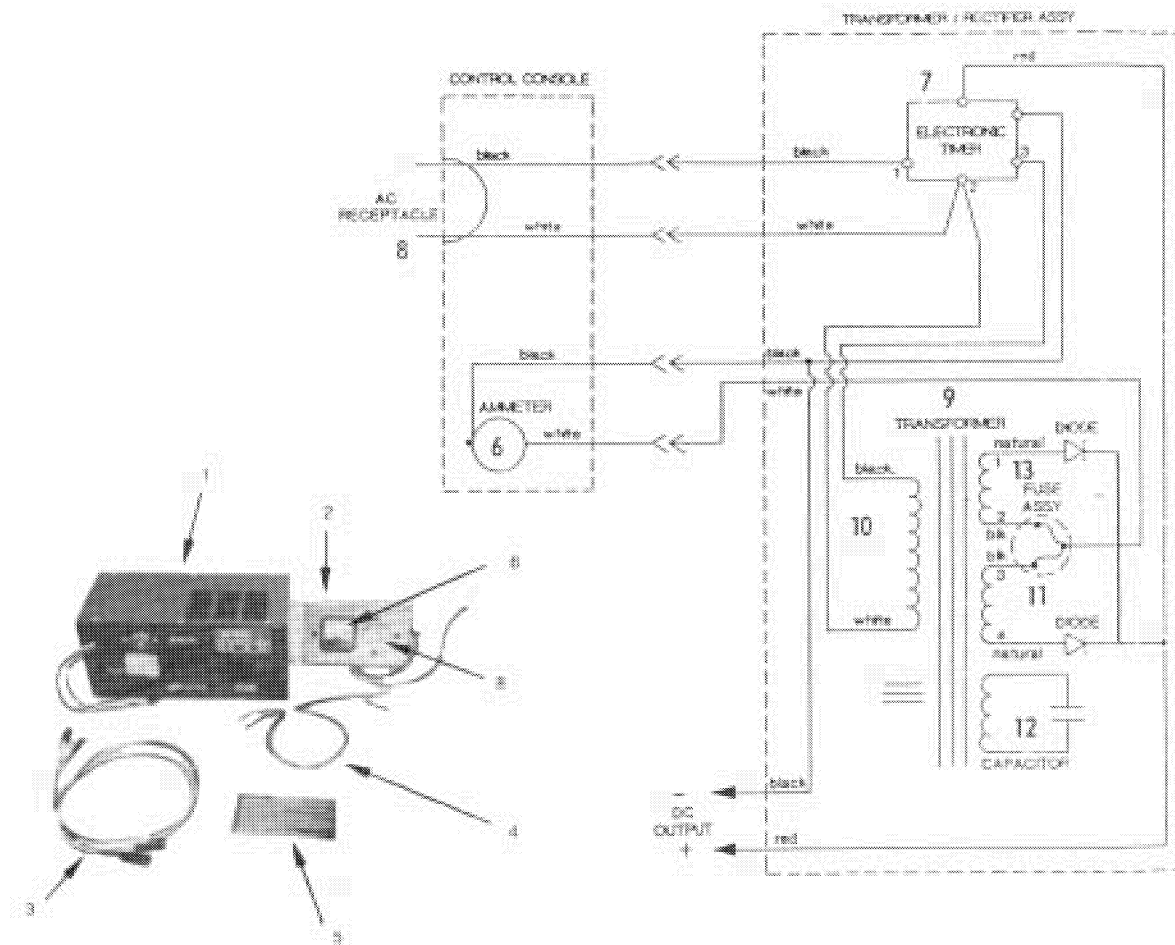 TRANSFORMER / RECTIFIER ASSY
red
CONTROL CONSOLE
7
ELECTRONIC
TIMER
black
black
1
2
3
AC
RECEPTACLE
8
white
white
black
black
white
AMMETER
6
white
9
TRANSFORMER
DIODE
natural
1
13
FUSE
ASSY
black
10
2
blk
blk
3
11
white
4
DIODE
natural
12
CAPACITOR
black
-
DC
OUTPUT
+
red
1
2
6
8
4
3
5